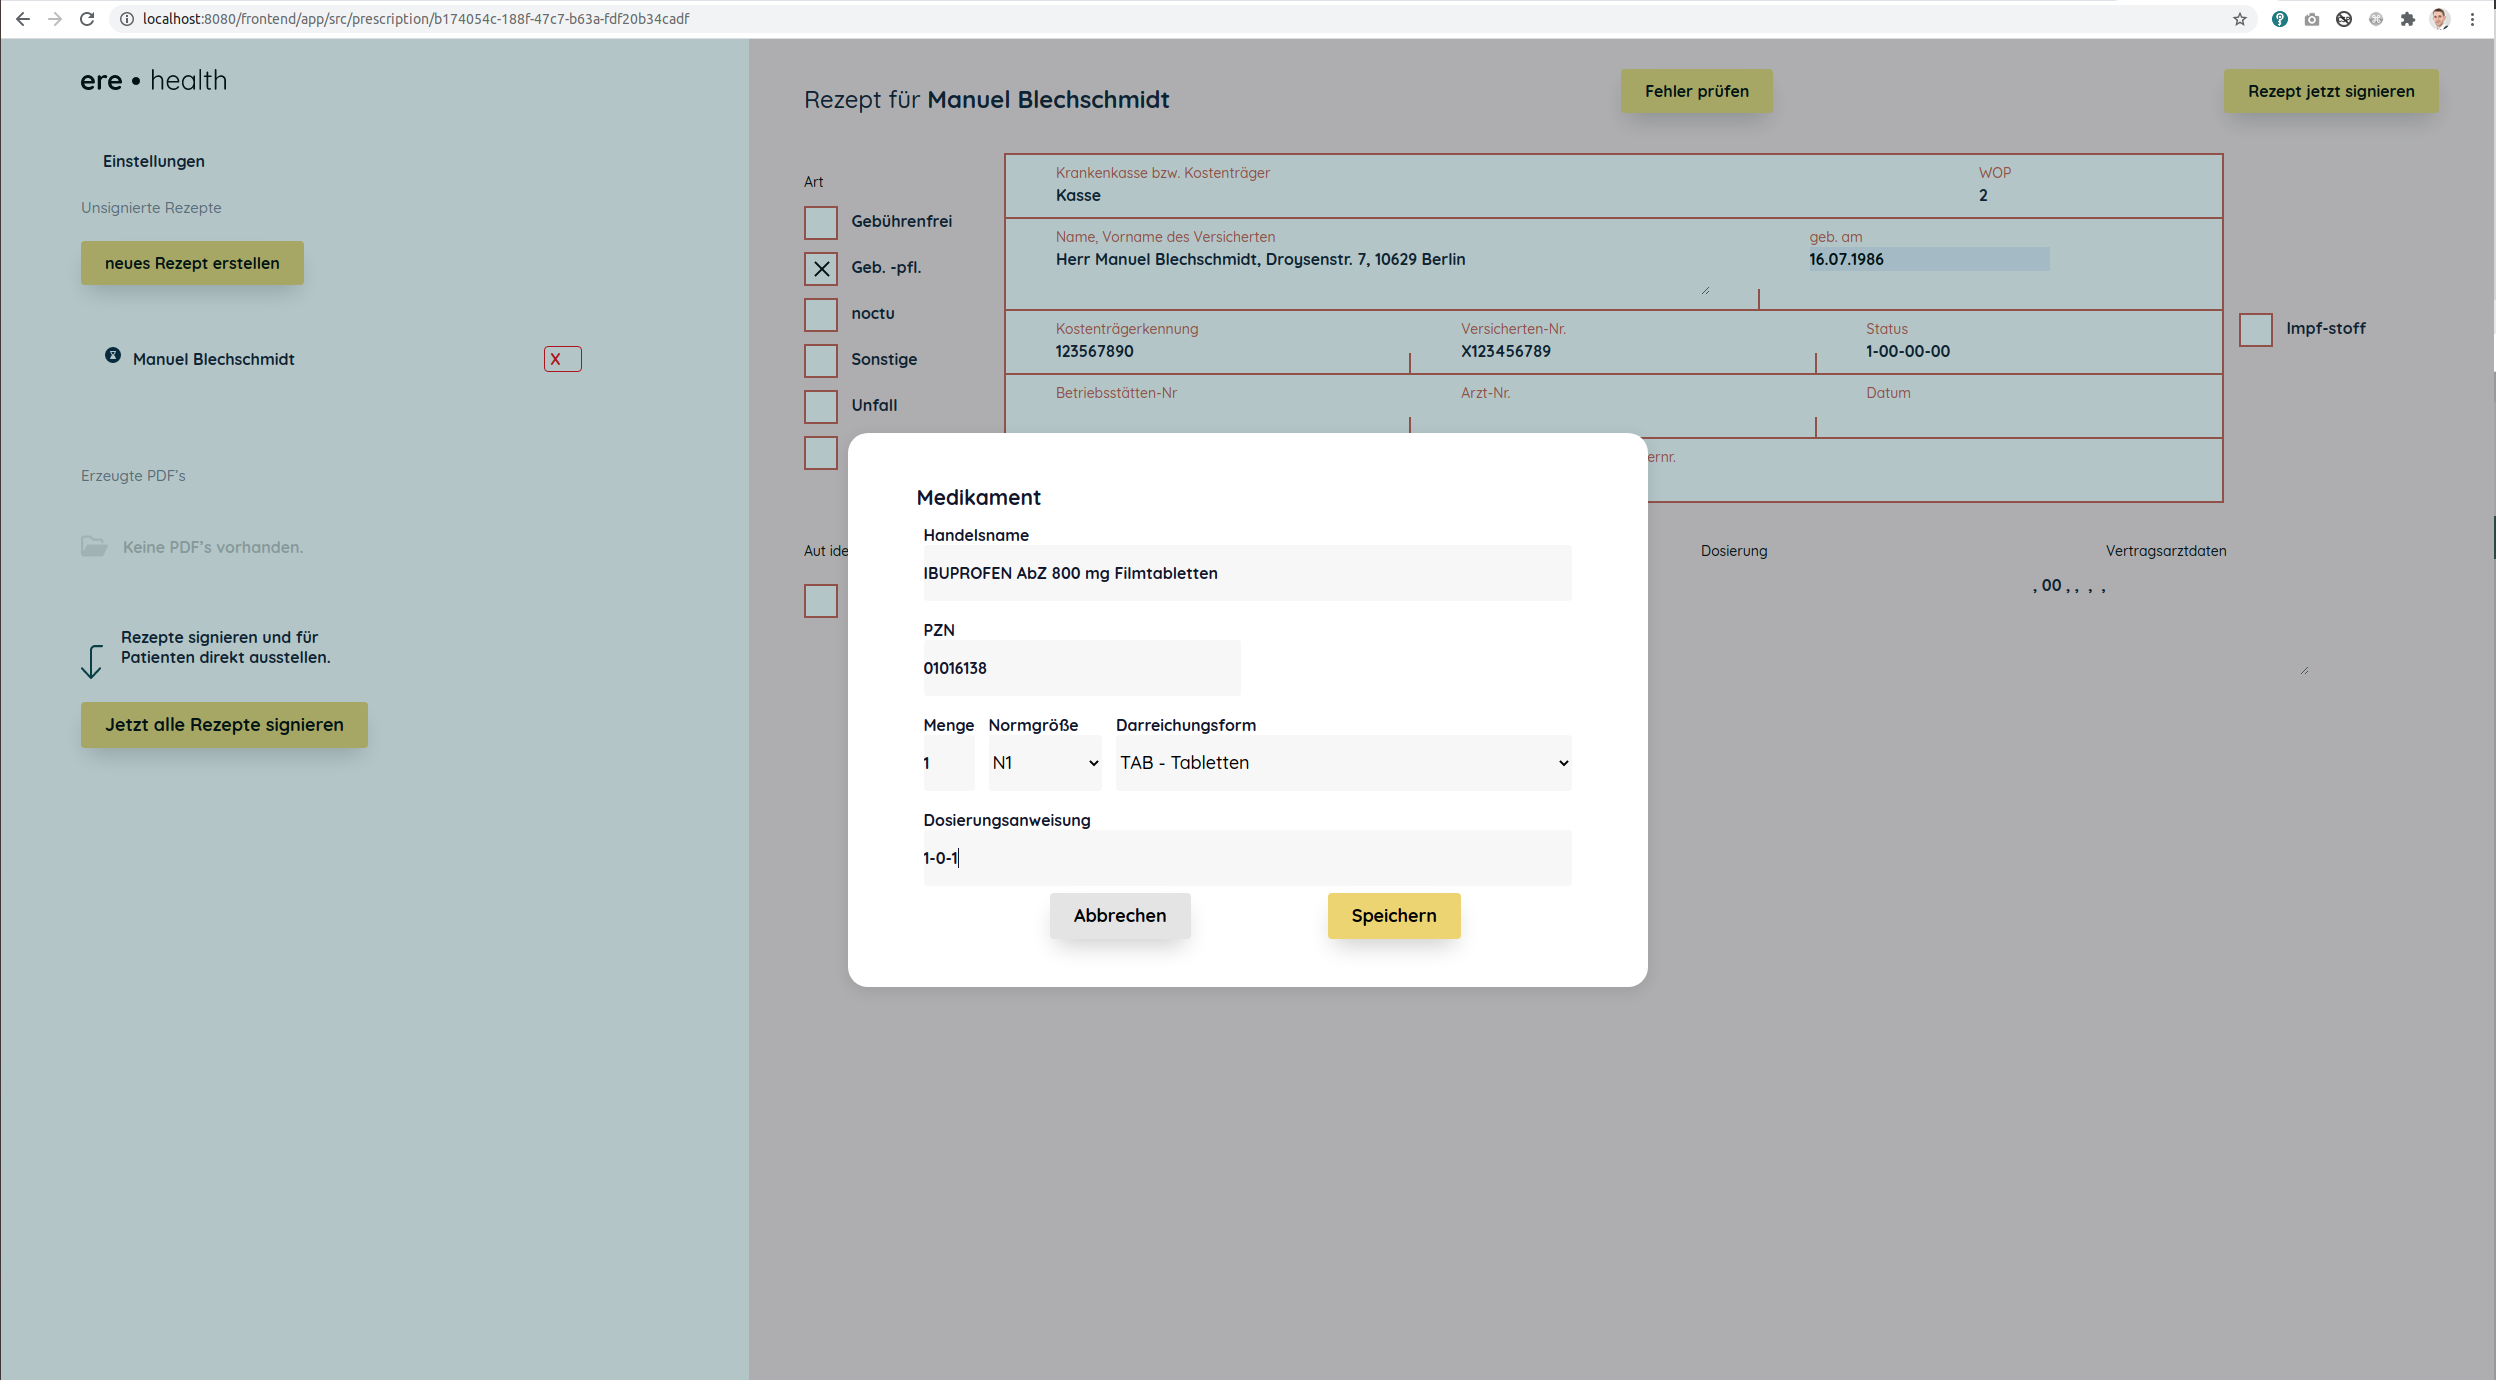 localhost:8080/frontend/app/src/prescription/b174054c-188f-47c7-b63a-fdf20b34cadf
ere • health
Einstellungen
Unsignierte Rezepte
neues Rezept erstellen
Manuel Blechschmidt
X
Erzeugte PDF's
Keine PDF's vorhanden.
Rezepte signieren und für
Patienten direkt ausstellen.
Jetzt alle Rezepte signieren
Rezept für Manuel Blechschmidt
Fehler prüfen
Rezept jetzt signieren
Art
Gebührenfrei
Geb. -pfl.
noctu
Sonstige
Unfall
Krankenkasse bzw. Kostenträger
Kasse
WOP
2
Name, Vorname des Versicherten
Herr Manuel Blechschmidt, Droysenstr. 7, 10629 Berlin
geb. am
16.07.1986
Kostenträgerkennung
123567890
Versicherten-Nr.
X123456789
Status
1-00-00-00
Betriebsstätten-Nr
Arzt-Nr.
Datum
ernr.
Impf-stoff
Aut ide
Dosierung
Vertragsarztdaten
, 00 , , , ,
Medikament
Handelsname
IBUPROFEN AbZ 800 mg Filmtabletten
PZN
01016138
Menge
1
Normgröße
N1
Darreichungsform
TAB - Tabletten
Dosierungsanweisung
1-0-1
Abbrechen
Speichern